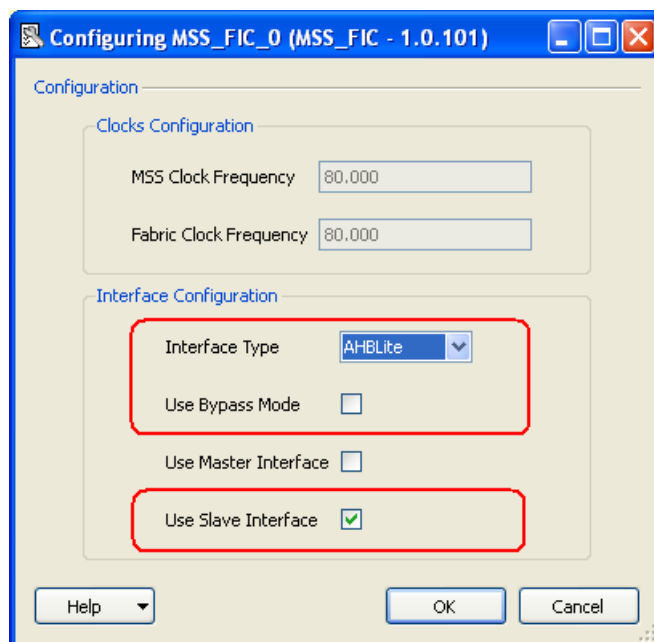 Configuring MSS_FIC_0 (MSS_FIC - 1.0.101)
Configuration
Clocks Configuration
MSS Clock Frequency 80.000
Fabric Clock Frequency 80.000
Interface Configuration
Interface Type AHBLite
Use Bypass Mode
Use Master Interface
Use Slave Interface
Help OK Cancel